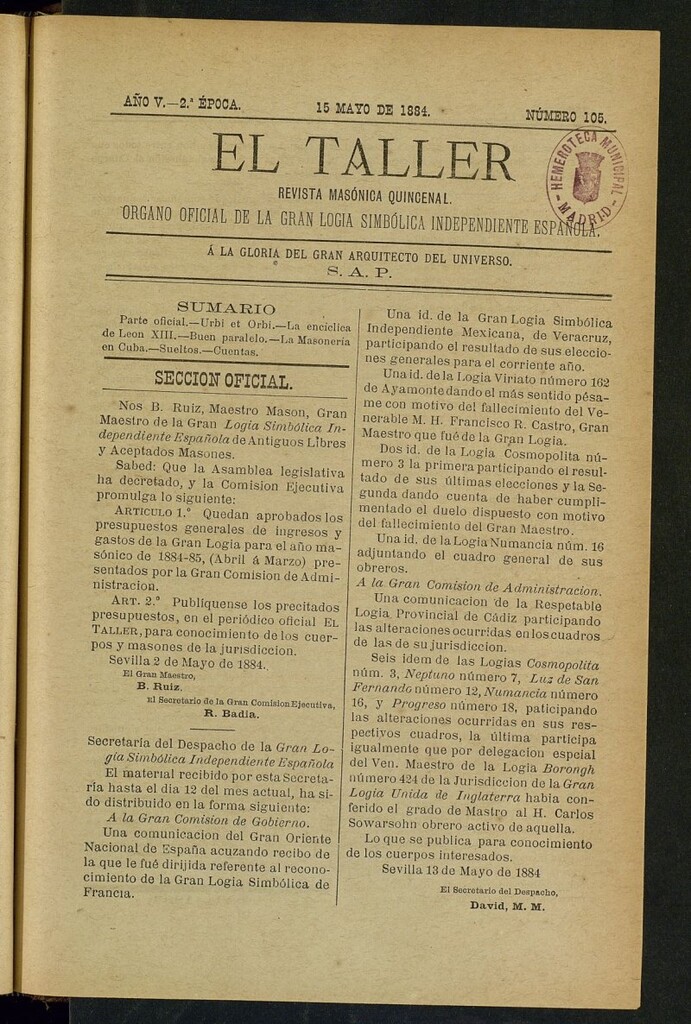 AÑO V.—2.ª ÉPOCA.
15 MAYO DE 1884.
NÚMERO 105.
EL TALLER
REVISTA MASÓNICA QUINCENAL.
ORGANO OFICIAL DE LA GRAN LOGIA SIMBÓLICA INDEPENDIENTE ESPAÑOLA.
HEMEROTECA MUNICIPAL
—MADRID—
Á LA GLORIA DEL GRAN ARQUITECTO DEL UNIVERSO.
S. A. P.
SUMARIO
Parte oficial.—Urbi et Orbi.—La encíclica
de Leon XIII.—Buen paralelo.—La Masonería
en Cuba.—Sueltos.—Cuentas.
SECCION OFICIAL.
Nos B. Ruiz, Maestro Mason, Gran
Maestro de la Gran Logia Simbólica In-
dependiente Española de Antiguos Libres
y Aceptados Masones.
Sabed: Que la Asamblea legislativa
ha decretado, y la Comision Ejecutiva
promulga lo siguiente:
ARTICULO 1.º Quedan aprobados los
presupuestos generales de ingresos y
gastos de la Gran Logia para el año ma-
sónico de 1884-85, (Abril á Marzo) pre-
sentados por la Gran Comision de Admi-
nistracion.
ART. 2.º Publíquense los precitados
presupuestos, en el periódico oficial EL
TALLER, para conocimiento de los cuer-
pos y masones de la jurisdiccion.
Sevilla 2 de Mayo de 1884.
El Gran Maestro,
B. Ruiz.
El Secretario de la Gran Comision Ejecutiva,
R. Badia.
Secretaria del Despacho de la Gran Lo-
gia Simbólica Independiente Española
El material recibido por esta Secreta-
ría hasta el dia 12 del mes actual, ha si-
do distribuido en la forma siguiente:
A la Gran Comision de Gobierno.
Una comunicacion del Gran Oriente
Nacional de España acuzando recibo de
la que le fué dirijida referente al recono-
cimiento de la Gran Logia Simbólica de
Francia.
Una id. de la Gran Logia Simbólica
Independiente Mexicana, de Veracruz,
participando el resultado de sus eleccio-
nes generales para el corriente año.
Una id. de la Logia Viriato número 162
de Ayamonte dando el más sentido pésa-
me con motivo del fallecimiento del Ve-
nerable M. H. Francisco R. Castro, Gran
Maestro que fué de la Gran Logia.
Dos id. de la Logia Cosmopolita nú-
mero 3 la primera participando el resul-
tado de sus últimas elecciones y la Se-
gunda dando cuenta de haber cumpli-
mentado el duelo dispuesto con motivo
del fallecimiento del Gran Maestro.
Una id. de la Logia Numancia núm. 16
adjuntando el cuadro general de sus
obreros.
A la Gran Comision de Administracion.
Una comunicacion de la Respetable
Logia Provincial de Cádiz participando
las alteraciones ocurridas en los cuadros
de las de su jurisdiccion.
Seis idem de las Logias Cosmopolita
núm. 3, Neptuno número 7, Luz de San
Fernando número 12, Numancia número
16, y Progreso número 18, paticipando
las alteraciones ocurridas en sus res-
pectivos cuadros, la última participa
igualmente que por delegacion espcial
del Ven. Maestro de la Logia Borongh
número 424 de la Jurisdiccion de la Gran
Logia Unida de Inglaterra habia con-
ferido el grado de Mastro al H. Carlos
Sowarsohn obrero activo de aquella.
Lo que se publica para conocimiento
de los cuerpos interesados.
Sevilla 13 de Mayo de 1884
El Secretario del Despacho,
David, M. M.